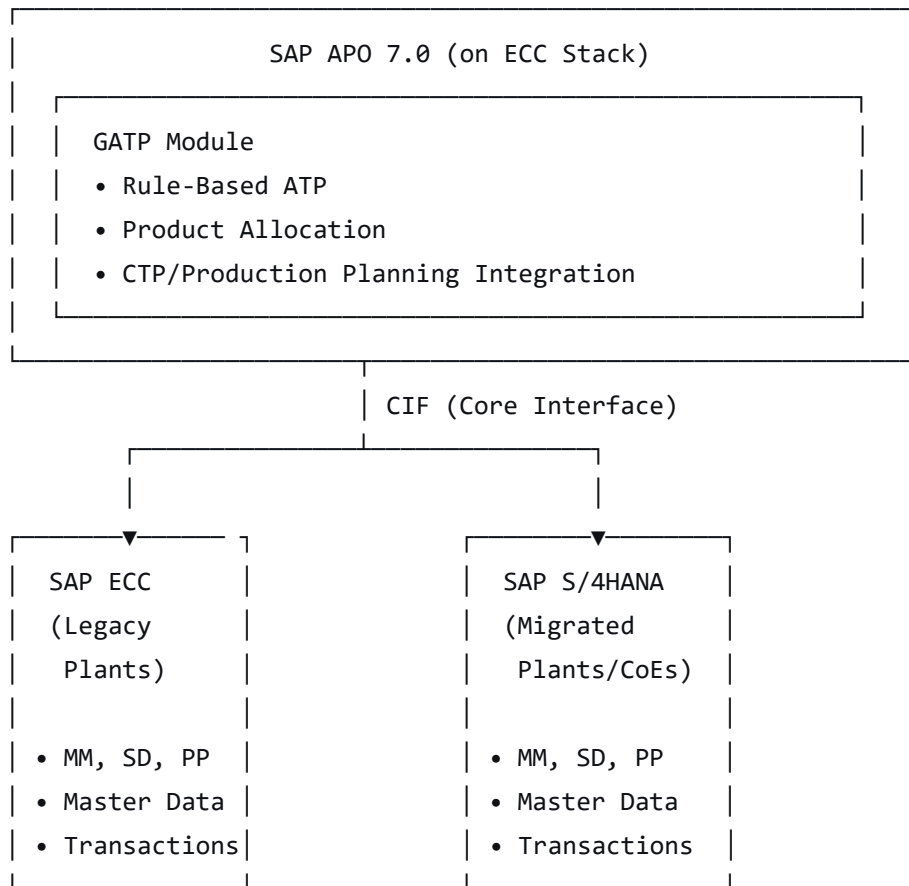 SAP APO 7.0 (on ECC Stack)
GATP Module
• Rule-Based ATP
• Product Allocation
• CTP/Production Planning Integration
CIF (Core Interface)
SAP ECC
(Legacy
Plants)
• MM, SD, PP
• Master Data
• Transactions
SAP S/4HANA
(Migrated
Plants/CoEs)
• MM, SD, PP
• Master Data
• Transactions